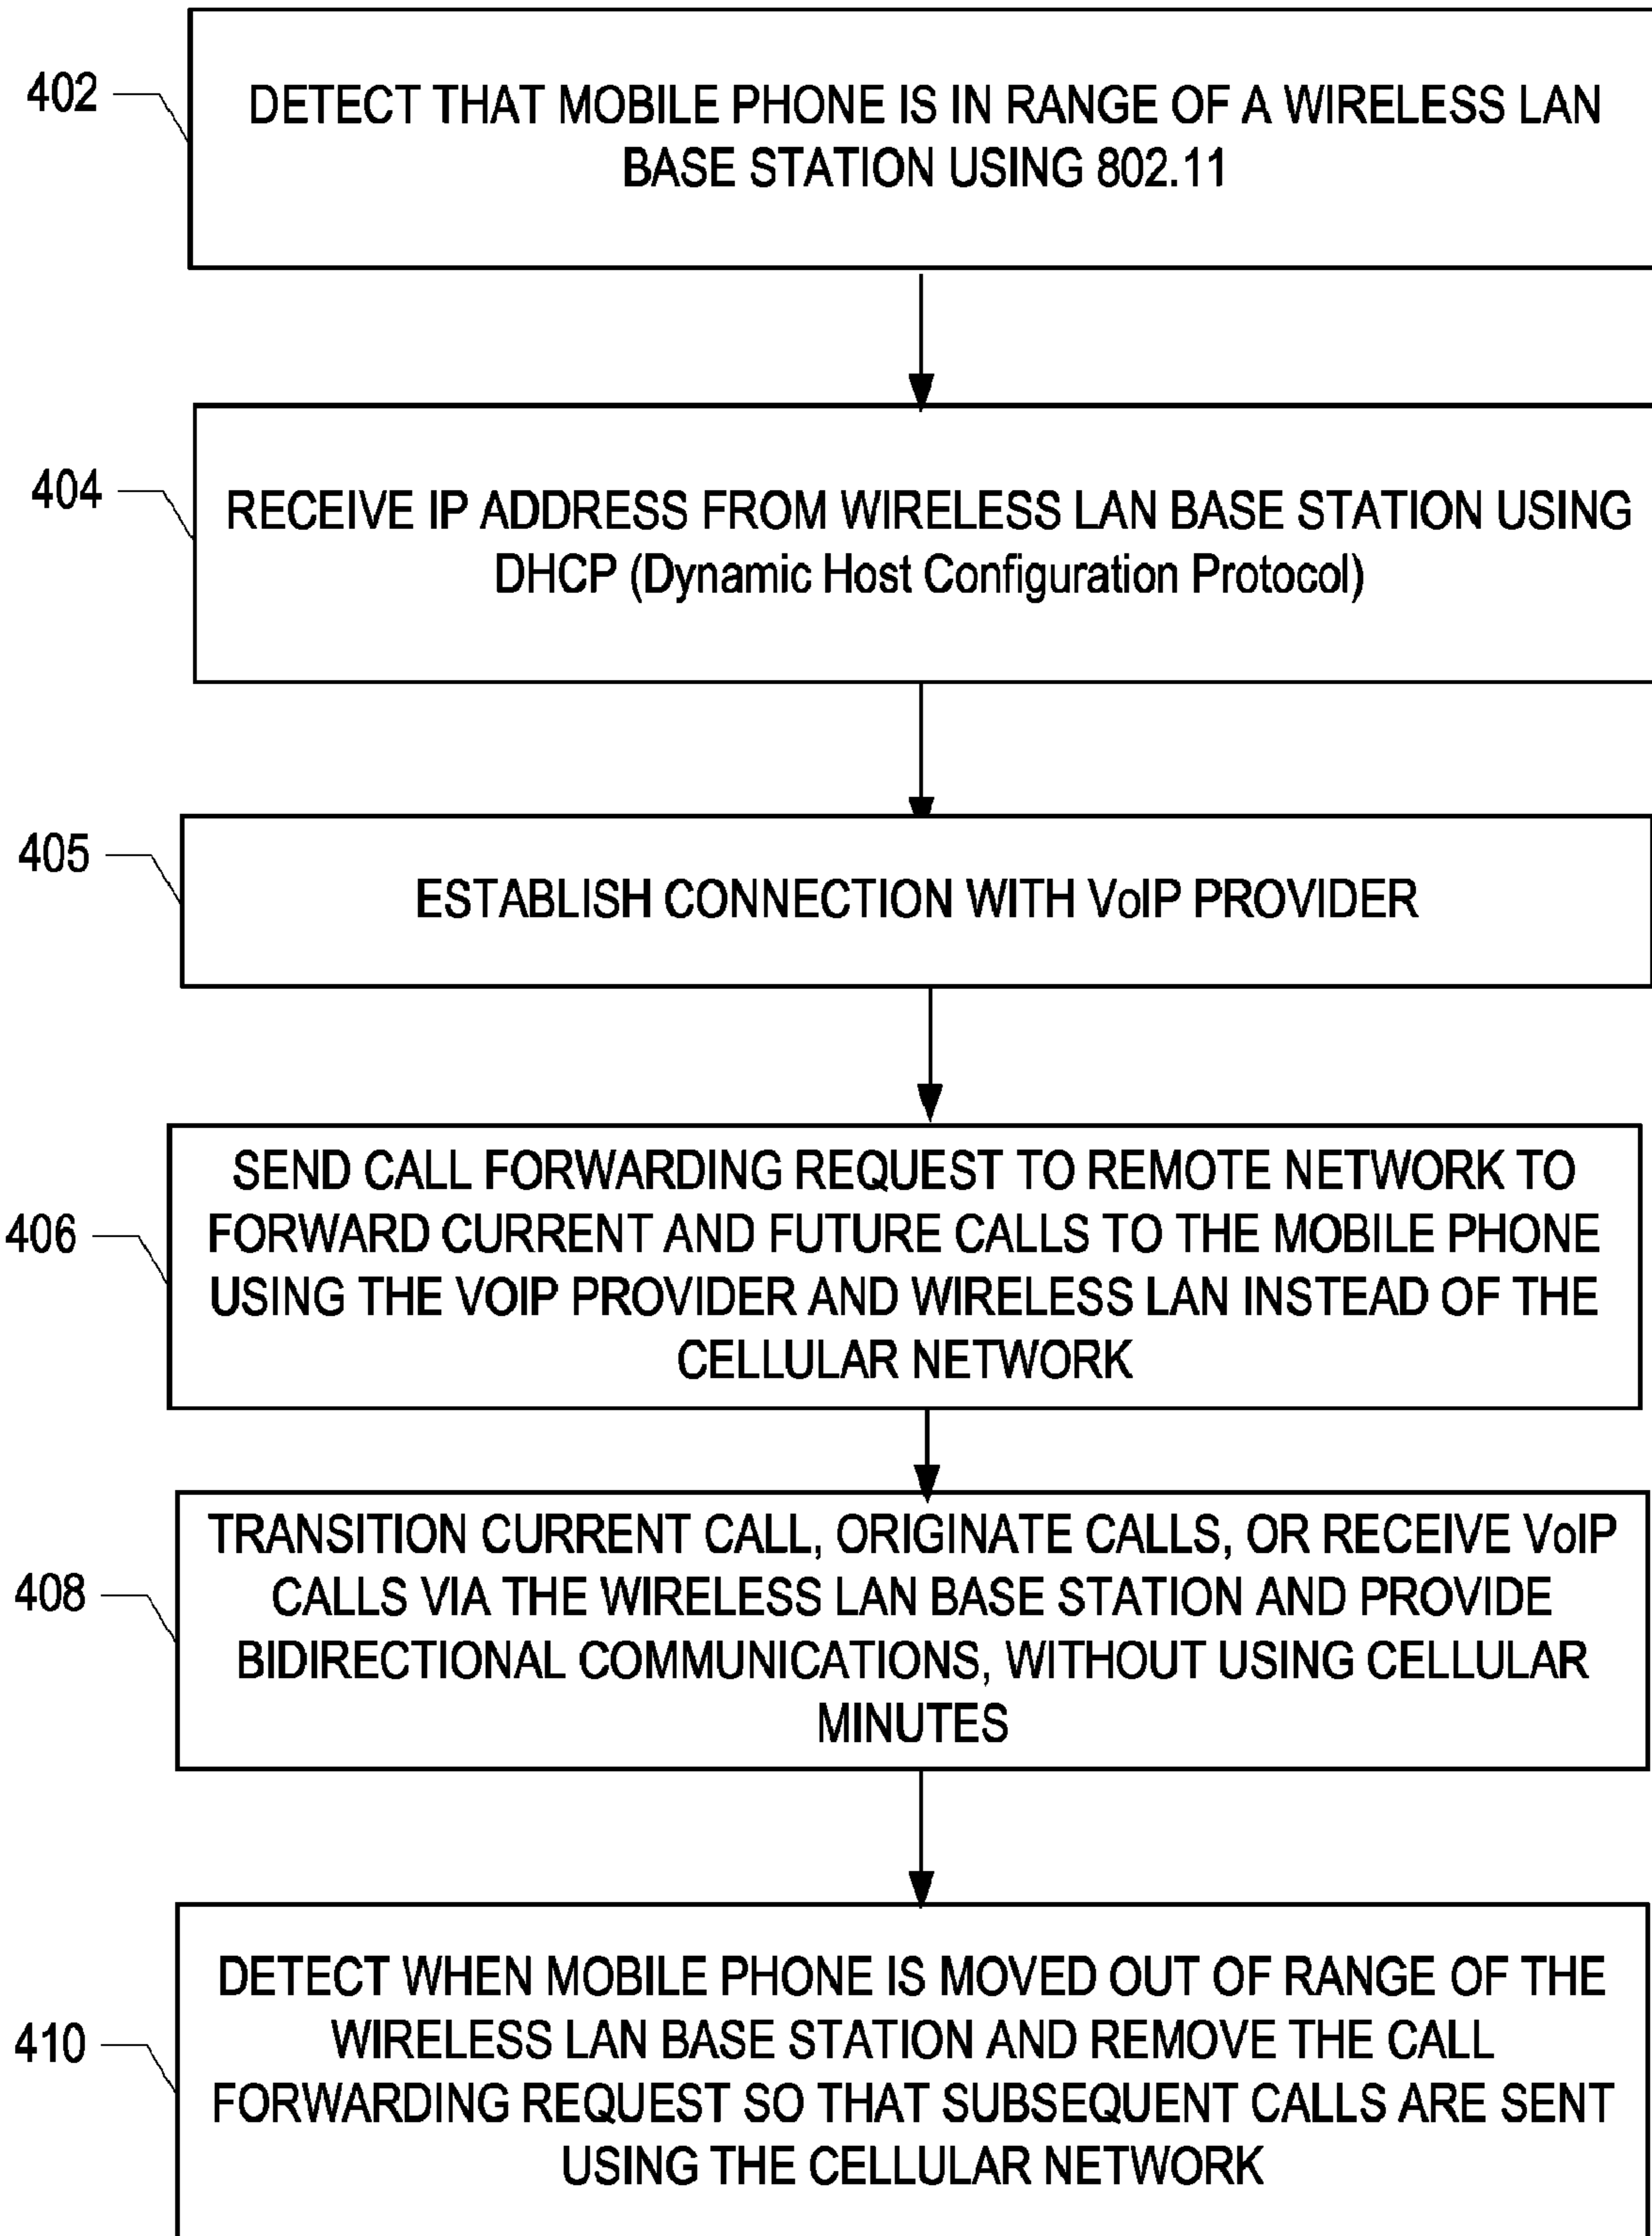 402
DETECT THAT MOBILE PHONE IS IN RANGE OF A WIRELESS LAN
BASE STATION USING 802.11
404
RECEIVE IP ADDRESS FROM WIRELESS LAN BASE STATION USING
DHCP (Dynamic Host Configuration Protocol)
405
ESTABLISH CONNECTION WITH VoIP PROVIDER
406
SEND CALL FORWARDING REQUEST TO REMOTE NETWORK TO
FORWARD CURRENT AND FUTURE CALLS TO THE MOBILE PHONE
USING THE VOIP PROVIDER AND WIRELESS LAN INSTEAD OF THE
CELLULAR NETWORK
408
TRANSITION CURRENT CALL, ORIGINATE CALLS, OR RECEIVE VoIP
CALLS VIA THE WIRELESS LAN BASE STATION AND PROVIDE
BIDIRECTIONAL COMMUNICATIONS, WITHOUT USING CELLULAR
MINUTES
410
DETECT WHEN MOBILE PHONE IS MOVED OUT OF RANGE OF THE
WIRELESS LAN BASE STATION AND REMOVE THE CALL
FORWARDING REQUEST SO THAT SUBSEQUENT CALLS ARE SENT
USING THE CELLULAR NETWORK